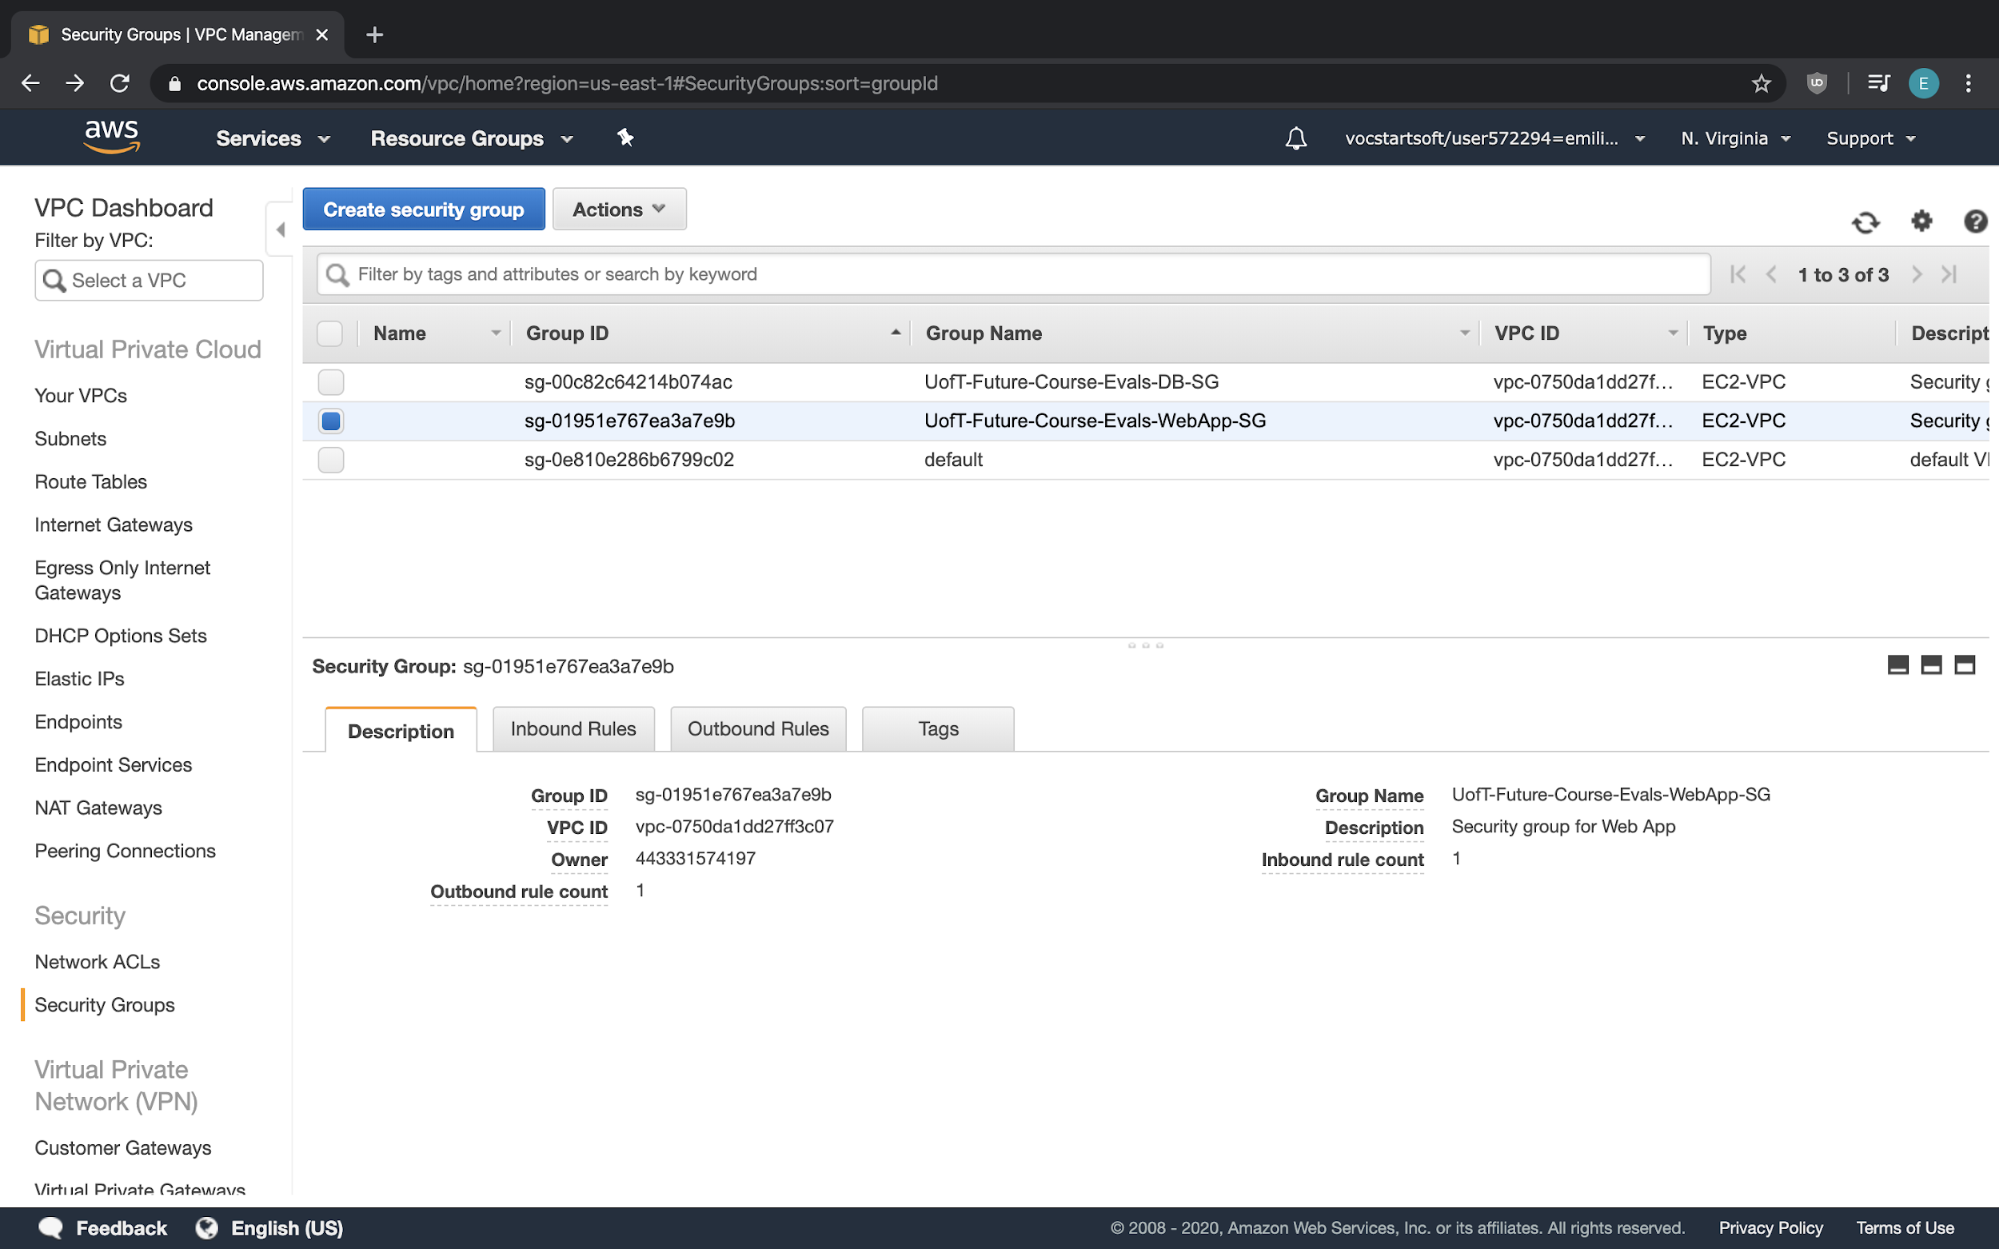 Security Groups | VPC Managem
console.aws.amazon.com/vpc/home?region=us-east-1#SecurityGroups:sort=groupId
E
aws
Services
Resource Groups
vocstartsoft/user572294=emili...
N. Virginia
Support
VPC Dashboard
Filter by VPC:
Select a VPC
Virtual Private Cloud
Your VPCs
Subnets
Route Tables
Internet Gateways
Egress Only Internet
Gateways
DHCP Options Sets
Elastic IPs
Endpoints
Endpoint Services
NAT Gateways
Peering Connections
Security
Network ACLs
Security Groups
Virtual Private
Network (VPN)
Customer Gateways
Virtual Private Gateways
Create security group
Actions
Filter by tags and attributes or search by keyword
1 to 3 of 3
Name Group ID Group Name VPC ID Type Descript
sg-00c82c64214b074ac UofT-Future-Course-Evals-DB-SG vpc-0750da1dd27f... EC2-VPC Security g
sg-01951e767ea3a7e9b UofT-Future-Course-Evals-WebApp-SG vpc-0750da1dd27f... EC2-VPC Security g
sg-0e810e286b6799c02 default vpc-0750da1dd27f... EC2-VPC default VI
Security Group: sg-01951e767ea3a7e9b
Description
Inbound Rules
Outbound Rules
Tags
Group ID sg-01951e767ea3a7e9b
VPC ID vpc-0750da1dd27ff3c07
Owner 443331574197
Outbound rule count 1
Group Name UofT-Future-Course-Evals-WebApp-SG
Description Security group for Web App
Inbound rule count 1
Feedback
English (US)
© 2008 - 2020, Amazon Web Services, Inc. or its affiliates. All rights reserved.
Privacy Policy
Terms of Use